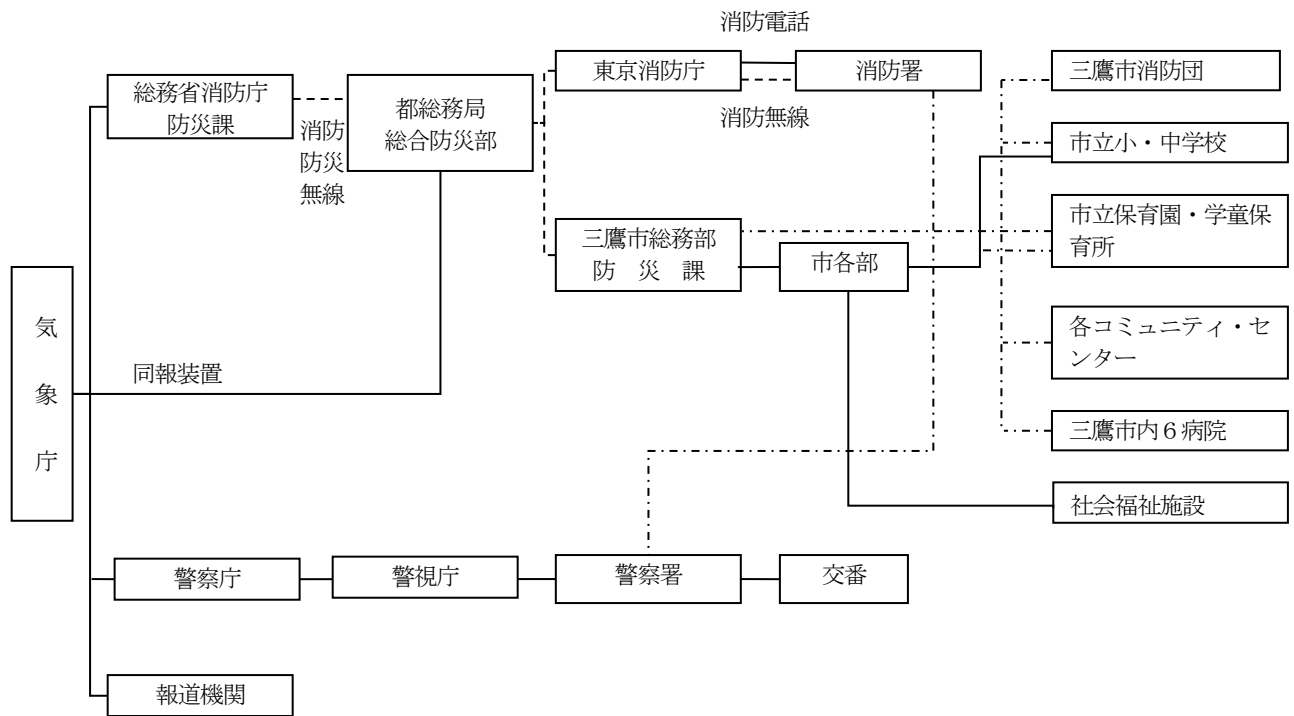 消防電話
総務省消防庁
防災課
消防
防災
無線
都総務局
総合防災部
東京消防庁
消防署
消防無線
三鷹市消防団
市立小・中学校
三鷹市総務部
防　災　課
市各部
市立保育園・学童保
育所
各コミュニティ・セ
ンター
三鷹市内６病院
社会福祉施設
気
象
庁
同報装置
警察庁
警視庁
警察署
交番
報道機関